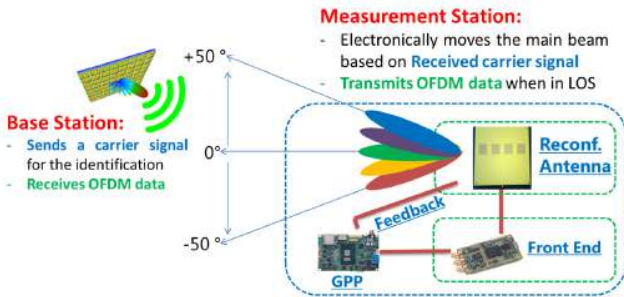 Measurement Station:
- Electronically moves the main beam
based on Received carrier signal
- Transmits OFDM data when in LOS
Base Station:
- Sends a carrier signal
for the identification
- Receives OFDM data
+50 °
0°
-50 °
Reconf.
Antenna
Feedback
GPP
Front End